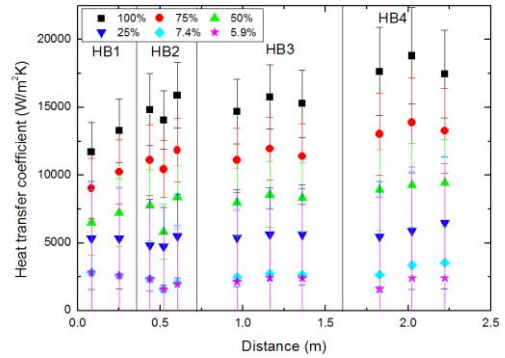 100% 75% 50%
25% 7.4% 5.9%
HB1 HB2 HB3 HB4
Heat transfer coefficient (W/m²K)
20000
15000
10000
5000
0
0.0 0.5 1.0 1.5 2.0 2.5
Distance (m)